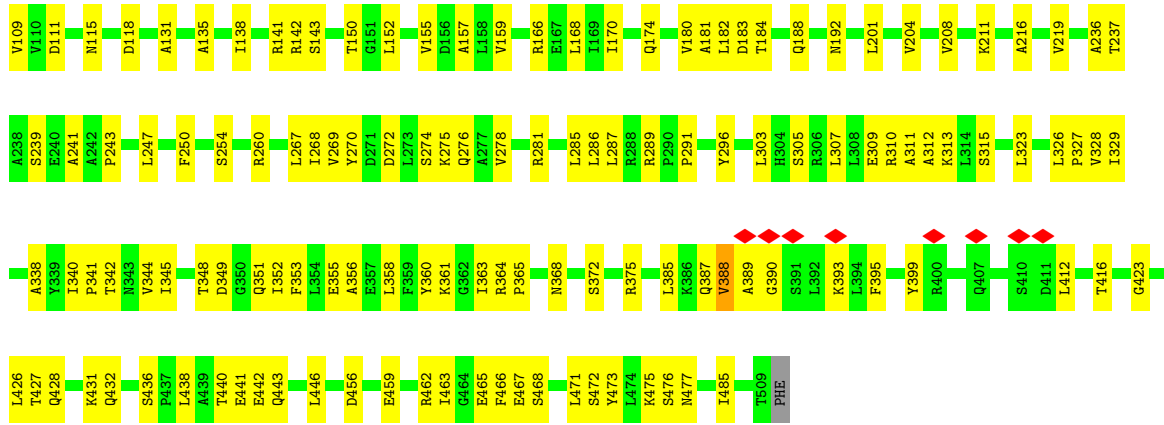 V109 V110 D111 N115 D118 A131 A135 I138 R141 R142 S143 T150 G151 L152 V155 D156 A157 L158 V159 R166 E167 L168 I169 I170 Q174 V180 A181 L182 D183 T184 Q188 N192 L201 V204 V208 K211 A216 V219 A236 T237
A238 S239 E240 A241 A242 P243 L247 F250 S254 R260 L267 I268 V269 Y270 D271 D272 L273 S274 K275 Q276 A277 V278 R281 L285 L286 L287 R288 R289 P290 P291 Y296 L303 H304 S305 R306 L307 L308 E309 R310 A311 A312 K313 L314 S315 L323 L326 P327 V328 I329
A338 Y339 I340 P341 T342 N343 V344 I345 T348 D349 G350 Q351 I352 F353 L354 E355 A356 E357 L358 F359 Y360 K361 G362 I363 R364 P365 N368 S372 R375 L385 K386 Q387 V388 A389 G390 S391 L392 K393 L394 F395 Y399 R400 Q407 S410 D411 L412 T416 G423
L426 T427 Q428 K431 Q432 S436 P437 L438 A439 T440 E441 E442 Q443 L446 D456 E459 R462 I463 G464 E465 F466 E467 S468 L471 S472 Y473 L474 K475 S476 N477 I485 T509 PHE